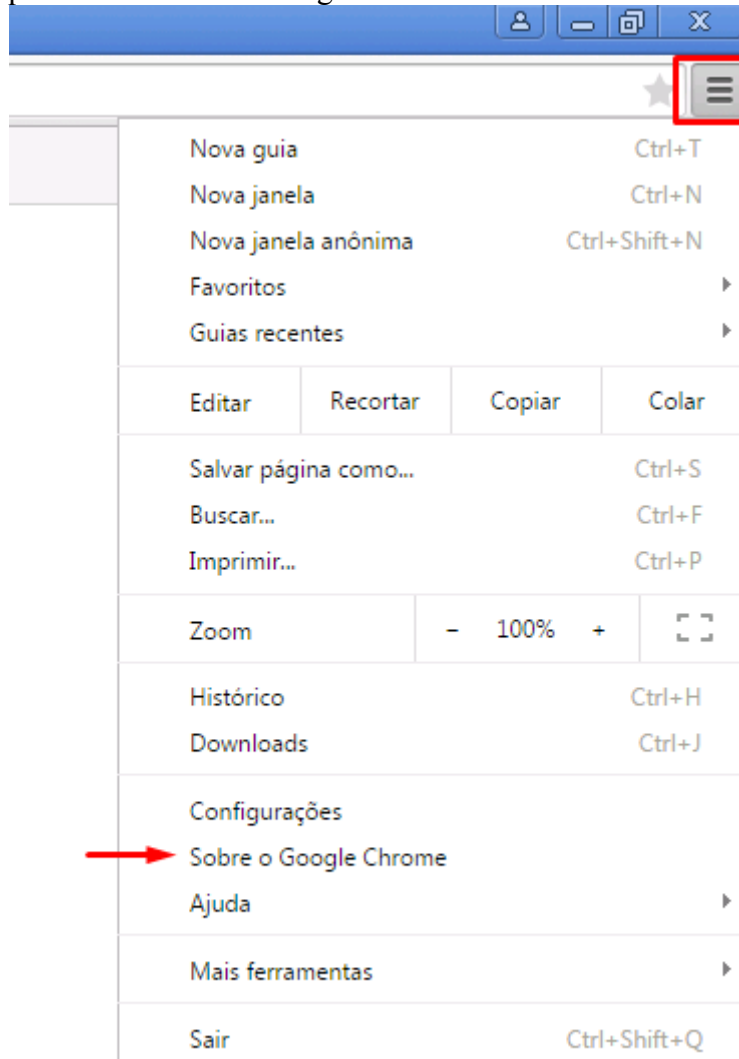 Nova guia Ctrl+T
Nova janela Ctrl+N
Nova janela anônima Ctrl+Shift+N
Favoritos
Guias recentes
Editar Recortar Copiar Colar
Salvar página como... Ctrl+S
Buscar... Ctrl+F
Imprimir... Ctrl+P
Zoom - 100% +
Histórico Ctrl+H
Downloads Ctrl+J
Configurações
Sobre o Google Chrome
Ajuda
Mais ferramentas
Sair Ctrl+Shift+Q